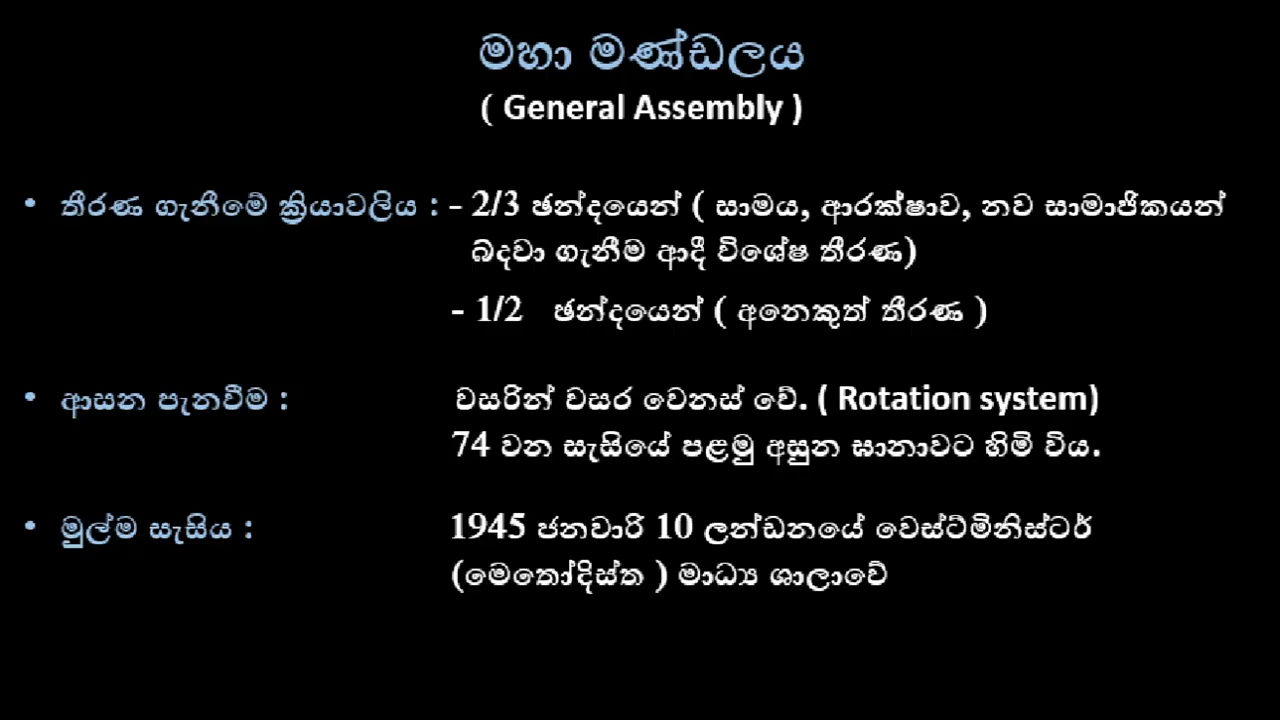 මහා මණ්ඩලය
( General Assembly )
• තීරණ ගැනීමේ ක්‍රියාවලිය : - 2/3 ඡන්දයෙන් ( සාමය, ආරක්ෂාව, නව සාමාජිකයන්
බදවා ගැනීම ආදී විශේෂ තීරණ)
- 1/2 ඡන්දයෙන් ( අනෙකුත් තීරණ )
• ආසන පැනවීම : වසරින් වසර වෙනස් වේ. ( Rotation system)
74 වන සැසියේ පළමු අසුන ඝානාවට හිමි විය.
• මුල්ම සැසිය : 1945 ජනවාරි 10 ලන්ඩනයේ වෙස්ට්මිනිස්ටර්
(මෙතෝදිස්ත ) මාධ්‍ය ශාලාවේ